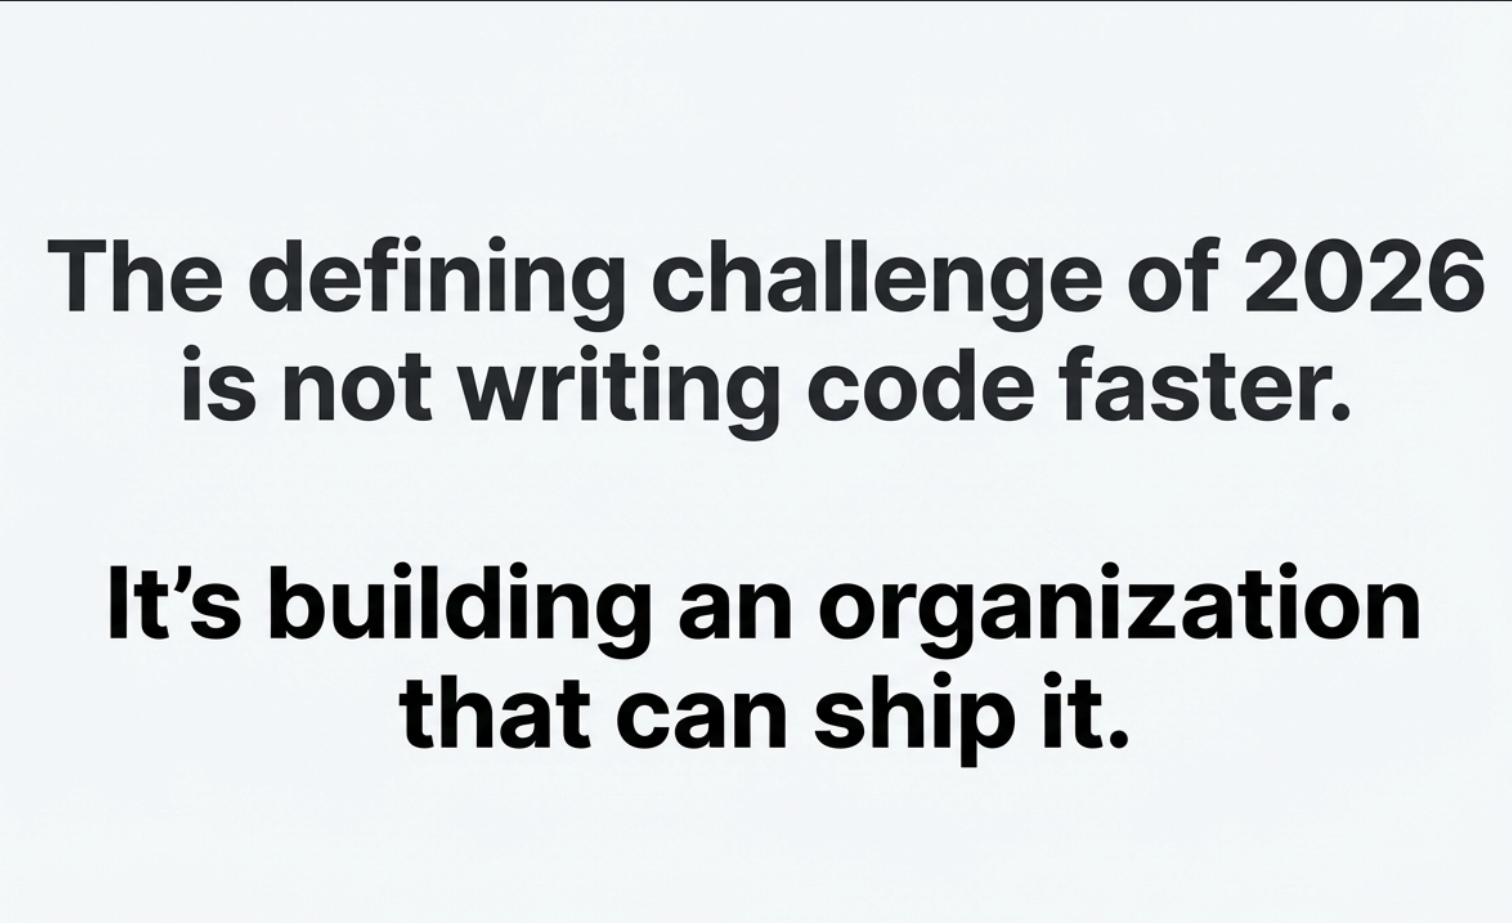 The defining challenge of 2026
is not writing code faster.
It’s building an organization
that can ship it.